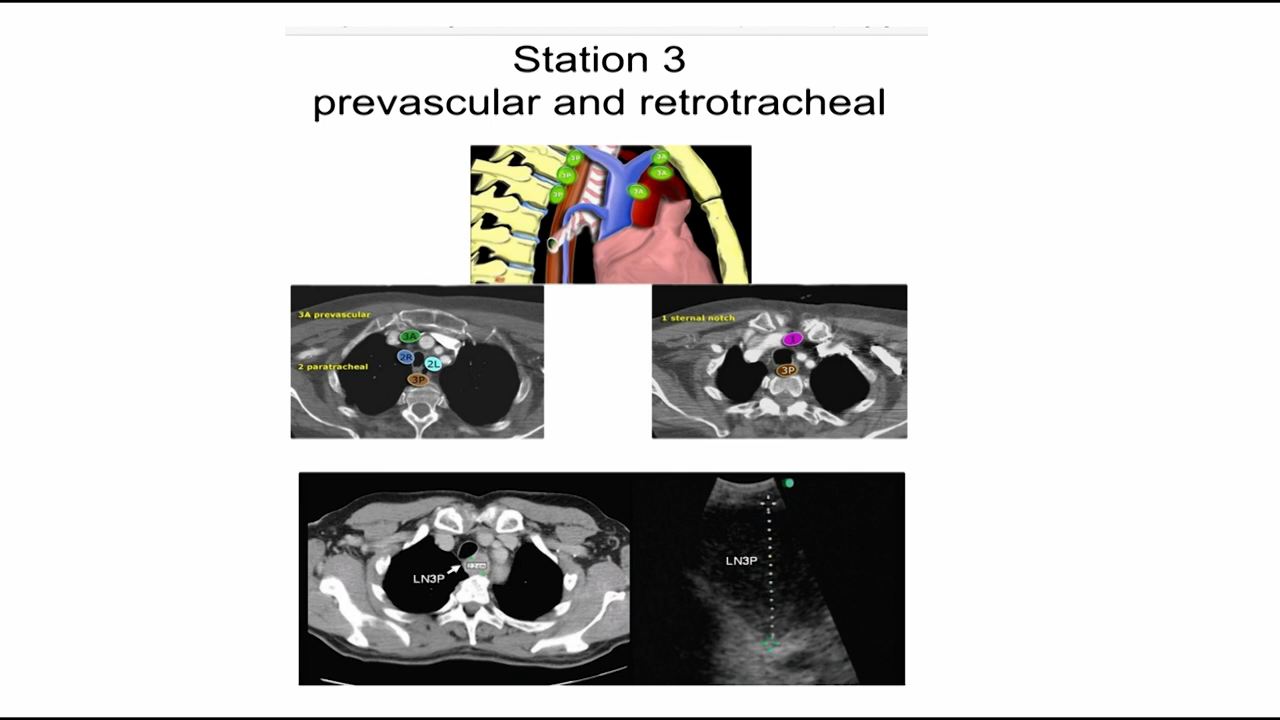 Station 3
prevascular and retrotracheal
3P
3A
3P
3A
3P
3A
3A prevascular
3A
2R
2L
2 paratracheal
3P
1 sternal notch
1
3P
LN3P
LN3P